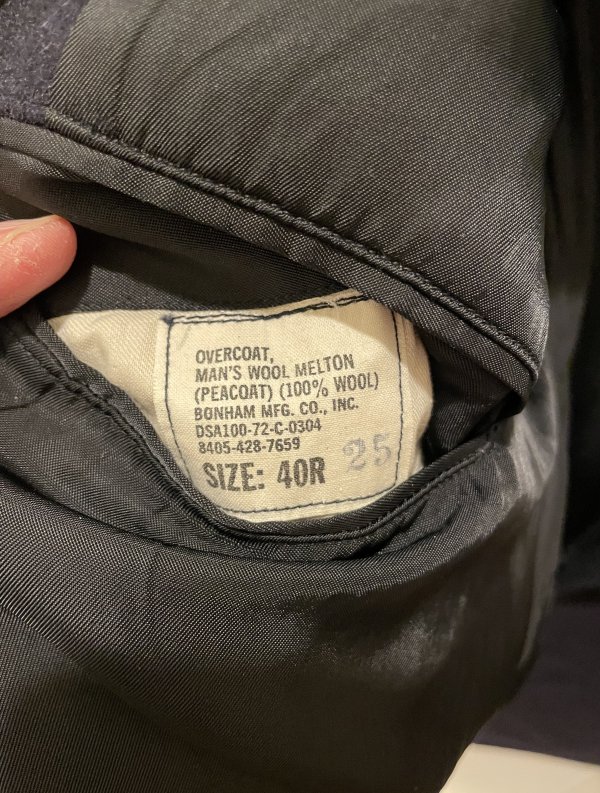 OVERCOAT,
MAN'S WOOL MELTON
(PEACOAT) (100% WOOL)
BONHAM MFG. CO., INC.
DSA100-72-C-0304
8405-428-7659
SIZE: 40R 25